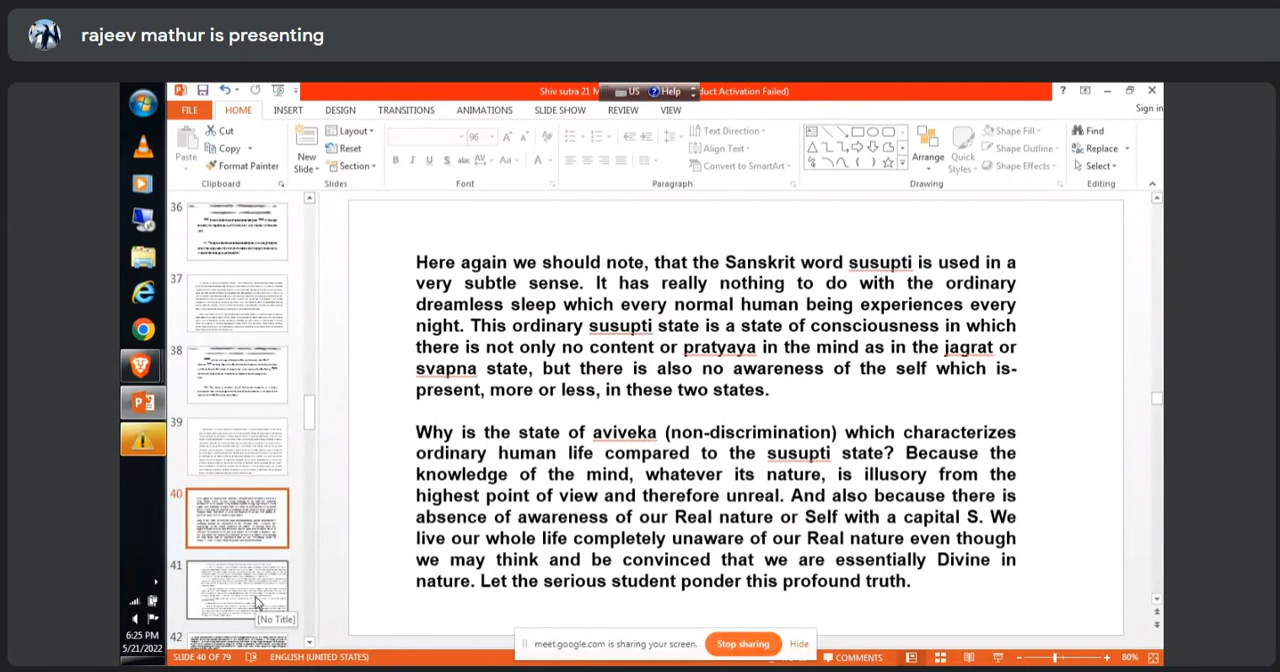 rajeev mathur is presenting
Shiv sutra 21 M
US
Help
duct Activation Failed)
FILE HOME INSERT DESIGN TRANSITIONS ANIMATIONS SLIDE SHOW REVIEW VIEW
Sign in
Paste
Cut
Copy
Format Painter
Clipboard
New
Slide
Layout
Reset
Section
Slides
96
B I U S abc AV Aa A
Font
Text Direction
Align Text
Convert to SmartArt
Paragraph
Arrange
Quick
Styles
Shape Fill
Shape Outline
Shape Effects
Drawing
Find
Replace
Select
Editing
36
37
38
39
40
41
[No Title]
42
Here again we should note, that the Sanskrit word susupti is used in a
very subtle sense. It has really nothing to do with the ordinary
dreamless sleep which every normal human being experiences every
night. This ordinary susupti state is a state of consciousness in which
there is not only no content or pratyaya in the mind as in the jagrat or
svapna state, but there is also no awareness of the self which is-
present, more or less, in these two states.
Why is the state of aviveka (non-discrimination) which characterizes
ordinary human life compared to the susupti state? Because the
knowledge of the mind, whatever its nature, is illusory from the
highest point of view and therefore unreal. And also because there is
absence of awareness of our Real nature or Self with a capital S. We
live our whole life completely unaware of our Real nature even though
we may think and be convinced that we are essentially Divine in
nature. Let the serious student ponder this profound truth.
meet.google.com is sharing your screen.
Stop sharing
Hide
6:25 PM
5/21/2022
SLIDE 40 OF 79
ENGLISH (UNITED STATES)
COMMENTS
80%